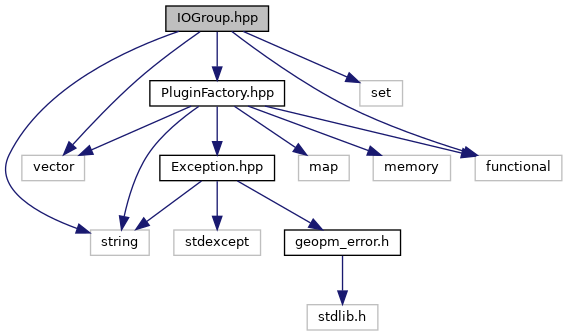 IOGroup.hpp
PluginFactory.hpp
set
vector
Exception.hpp
map
memory
functional
string
stdexcept
geopm_error.h
stdlib.h